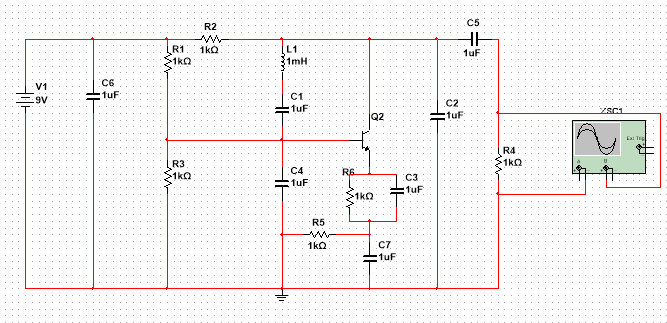 C5
1uF
R2
1kΩ
R1
1kΩ
L1
1mH
V1
9V
C6
1uF
C1
1uF
C2
1uF
Q2
XSC1
Ext Trig
A
B
R3
1kΩ
C4
1uF
R6
1kΩ
C3
1uF
R4
1kΩ
R5
1kΩ
C7
1uF